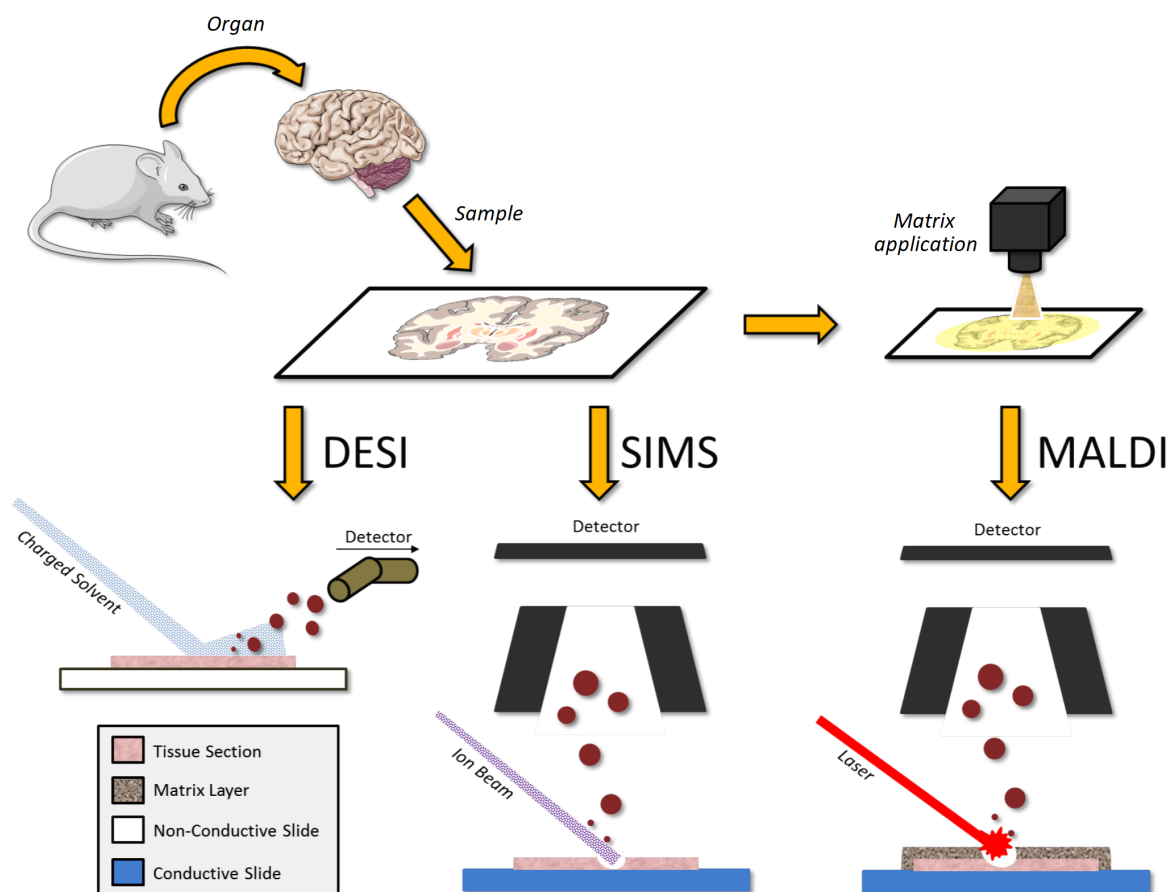 Organ
Sample
Matrix
application
DESI
SIMS
MALDI
Charged Solvent
Detector
Detector
Ion Beam
Detector
Laser
Tissue Section
Matrix Layer
Non-Conductive Slide
Conductive Slide